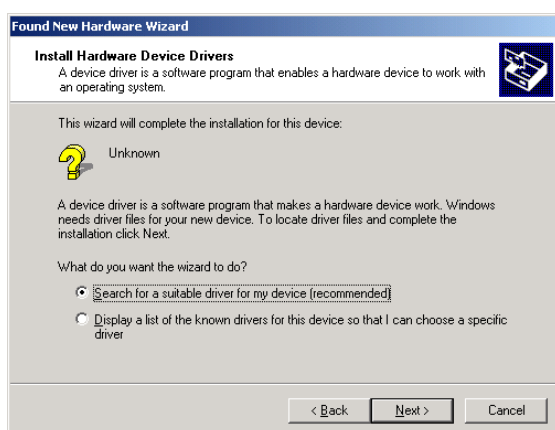 Found New Hardware Wizard
Install Hardware Device Drivers
A device driver is a software program that enables a hardware device to work with
an operating system.
This wizard will complete the installation for this device:
Unknown
A device driver is a software program that makes a hardware device work. Windows
needs driver files for your new device. To locate driver files and complete the
installation click Next.
What do you want the wizard to do?
Search for a suitable driver for my device (recommended)
Display a list of the known drivers for this device so that I can choose a specific
driver
< Back Next > Cancel